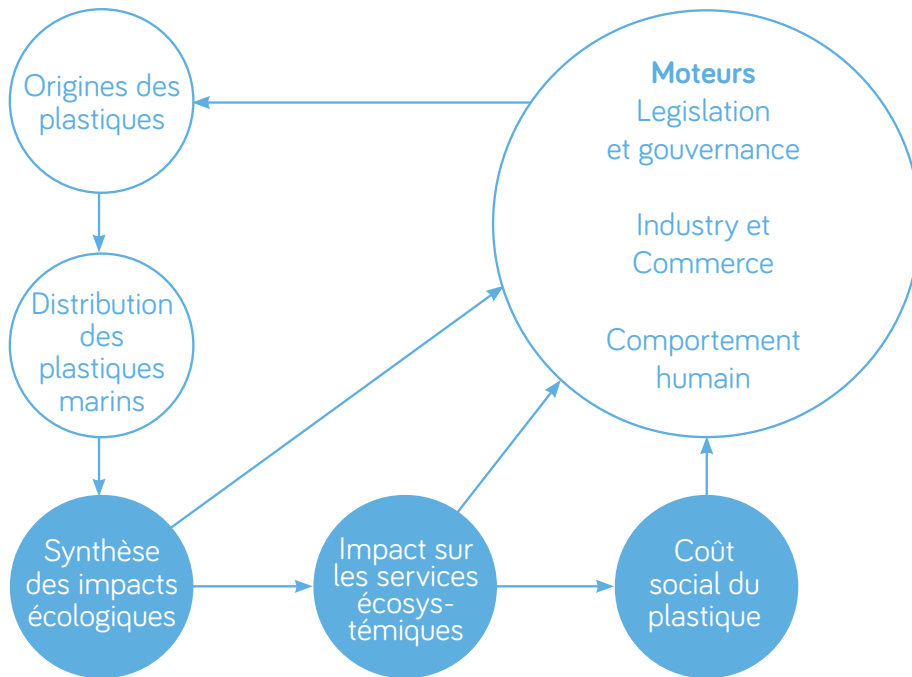 Origines des
plastiques
Moteurs
Legislation
et gouvernance
Industry et
Commerce
Comportement
humain
Distribution
des
plastiques
marins
Synthèse
des impacts
écologiques
Impact sur
les services
écosys-
témiques
Coût
social du
plastique